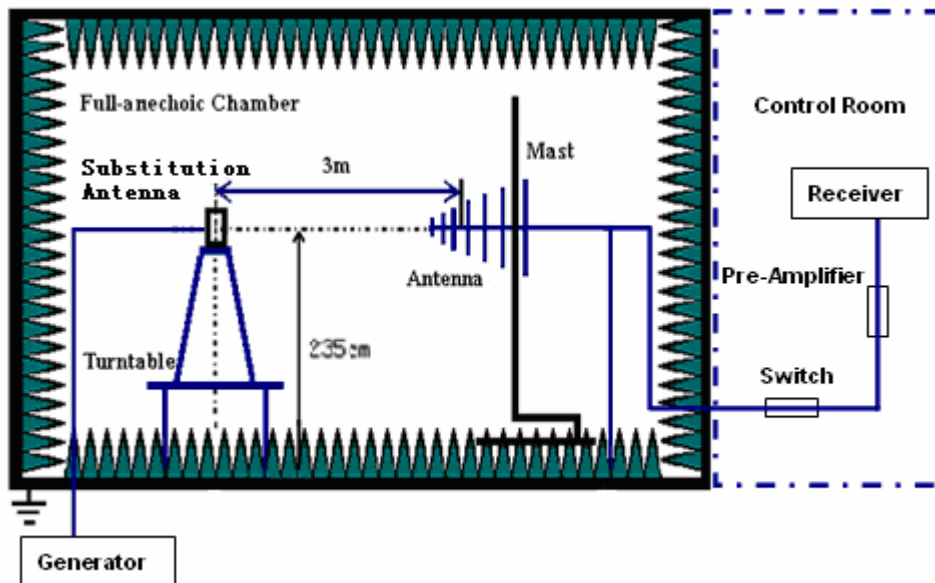 Full-anechoic Chamber
Control Room
Substitution
Antenna
3m
Mast
Receiver
Antenna
Pre-Amplifier
235cm
Turntable
Switch
Generator